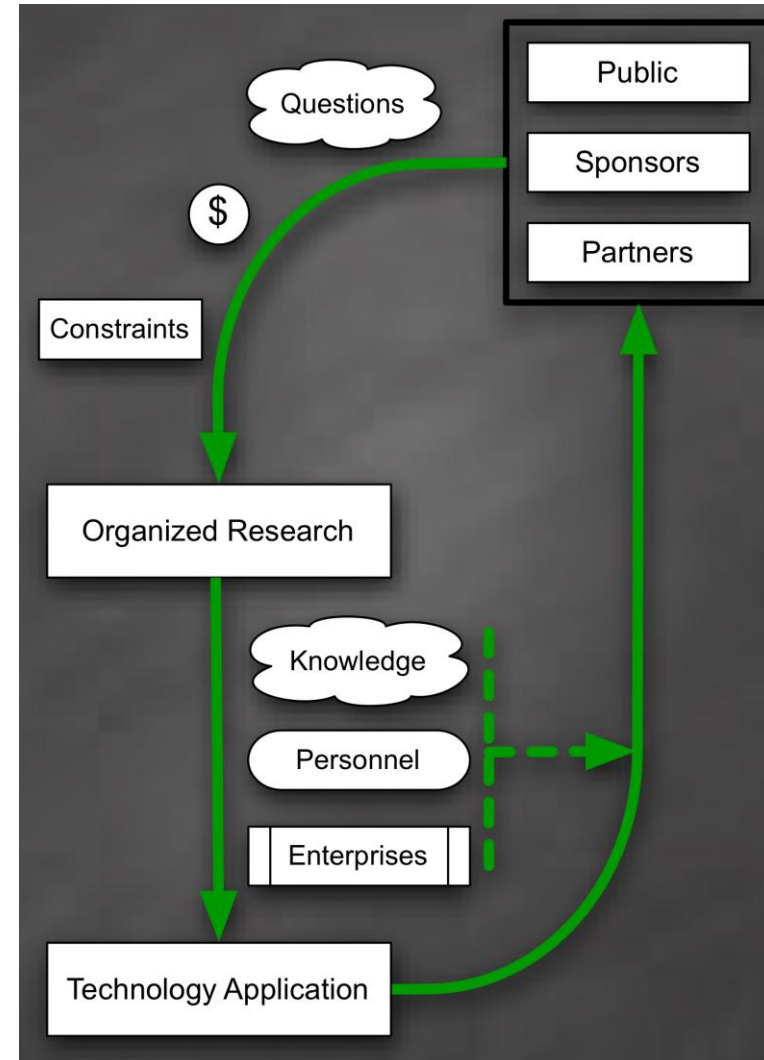 Public
Questions
Sponsors
$
Partners
Constraints
Organized Research
Knowledge
Personnel
Enterprises
Technology Application